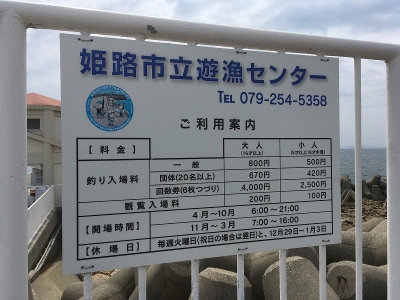 姫路市立遊漁センター
TEL 079-254-5358
ご利用案内
【料金】 大人 小人
(16才以上)
釣り入場料 一般 800円 500円
団体(20名以上) 670円 420円
回数券(6枚つづり) 4,000円 2,500円
観覧入場料 200円 100円
【開場時間】 4月〜10月 6:00〜21:00
11月〜3月 7:00〜16:00
【休場日】 毎週火曜日(祝日の場合は翌日)と、12月29日〜1月3日